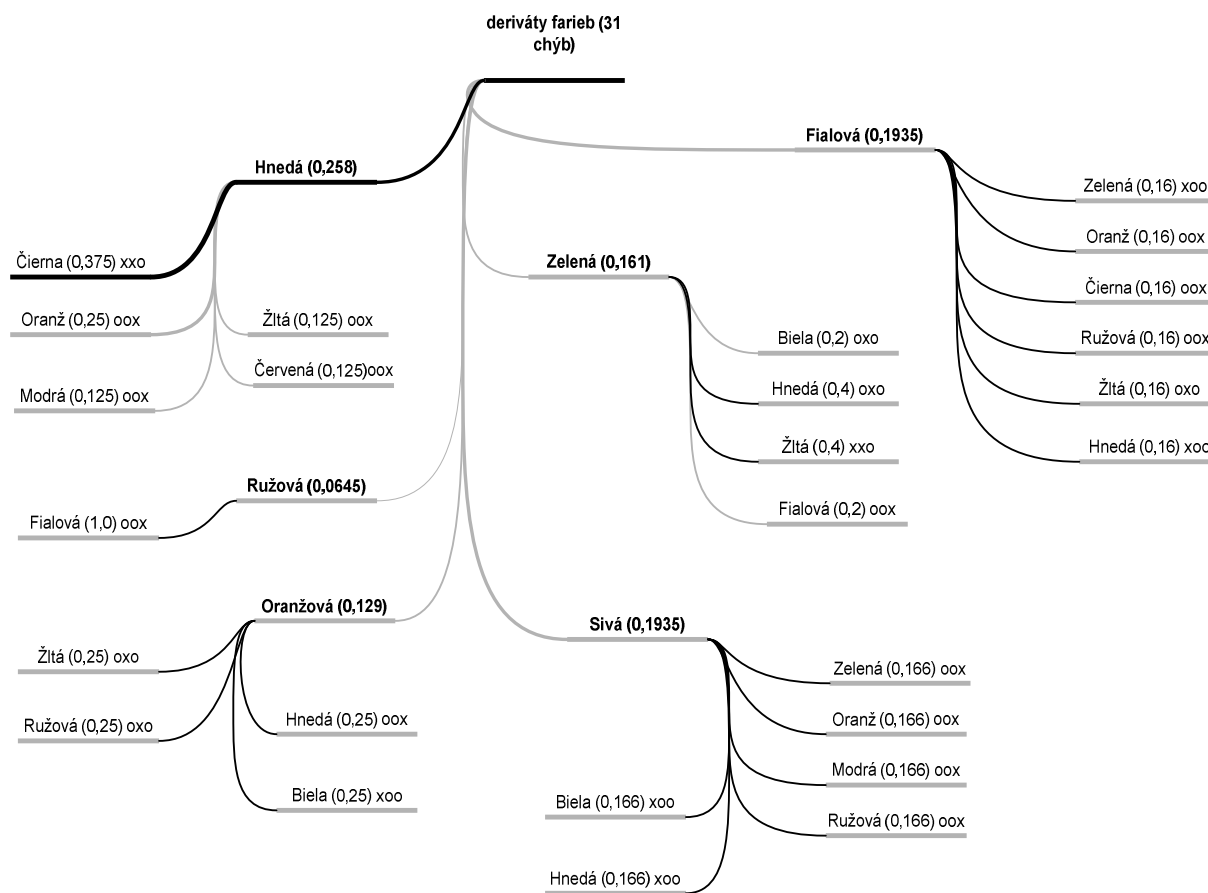 deriváty farieb (31
chýb)
Hnedá (0,258)
Čierna (0,375) xxo
Oranž (0,25) oox
Modrá (0,125) oox
Žltá (0,125) oox
Červená (0,125)oox
Ružová (0,0645)
Fialová (1,0) oox
Oranžová (0,129)
Žltá (0,25) oxo
Ružová (0,25) oxo
Hnedá (0,25) oox
Biela (0,25) xoo
Fialová (0,1935)
Zelená (0,16) xoo
Oranž (0,16) oox
Čierna (0,16) oox
Ružová (0,16) oox
Žltá (0,16) oxo
Hnedá (0,16) xoo
Zelená (0,161)
Biela (0,2) oxo
Hnedá (0,4) oxo
Žltá (0,4) xxo
Fialová (0,2) oox
Sivá (0,1935)
Zelená (0,166) oox
Oranž (0,166) oox
Modrá (0,166) oox
Ružová (0,166) oox
Biela (0,166) xoo
Hnedá (0,166) xoo